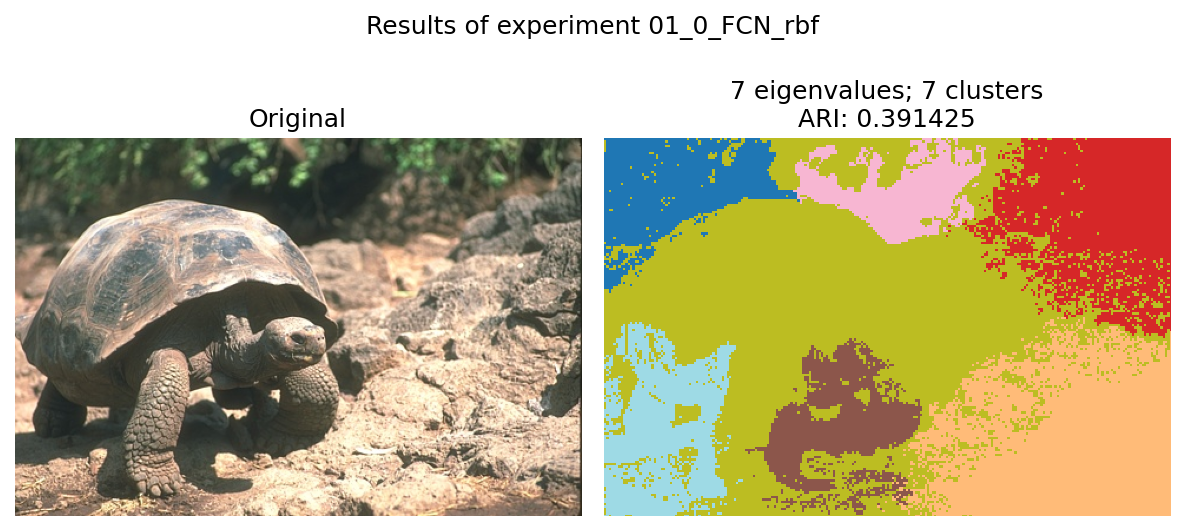 Results of experiment 01_0_FCN_rbf
Original
7 eigenvalues; 7 clusters
ARI: 0.391425